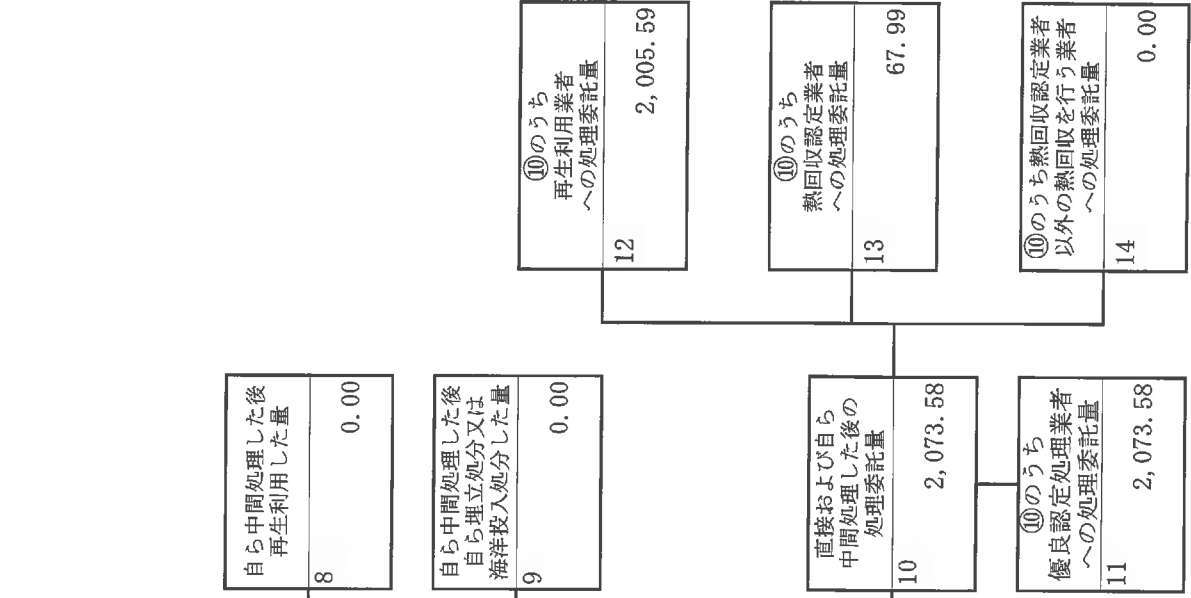 自ら中間処理した後
再生利用した量
8
0.00
自ら中間処理した後
自ら埋立処分又は
海洋投入処分した量
9
0.00
直接および自ら
中間処理した後の
処理委託量
10
2,073.58
⑩のうち
優良認定処理業者
への処理委託量
11
2,073.58
⑩のうち
再生利用業者
への処理委託量
12
2,005.59
⑩のうち
熱回収認定業者
への処理委託量
13
67.99
⑩のうち熱回収認定業者
以外の熱回収を行う業者
への処理委託量
14
0.00